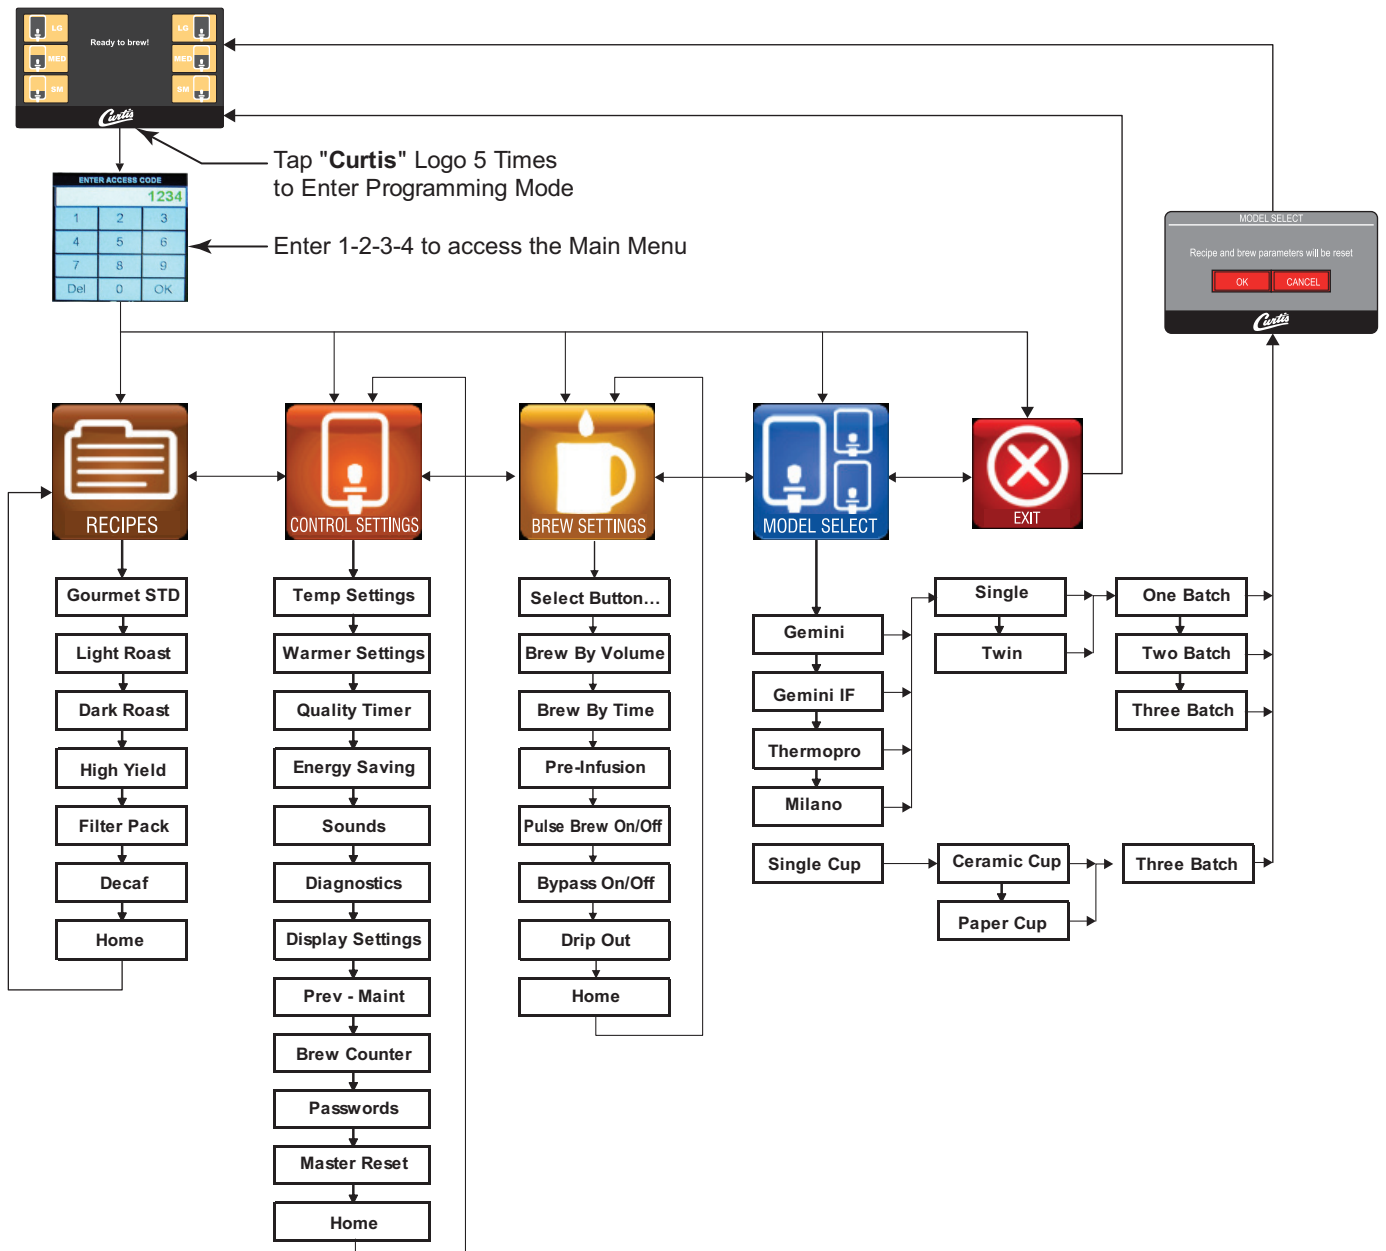 LG
LG
Ready to brew!
MED
MED
SM
SM
Curtis
Tap "Curtis" Logo 5 Times
to Enter Programming Mode
ENTER ACCESS CODE
1234
1 2 3
4 5 6
7 8 9
Del 0 OK
Enter 1-2-3-4 to access the Main Menu
MODEL SELECT
Recipe and brew parameters will be reset
OK CANCEL
Curtis
RECIPES
CONTROL SETTINGS
BREW SETTINGS
MODEL SELECT
EXIT
Gourmet STD
Light Roast
Dark Roast
High Yield
Filter Pack
Decaf
Home
Temp Settings
Warmer Settings
Quality Timer
Energy Saving
Sounds
Diagnostics
Display Settings
Prev - Maint
Brew Counter
Passwords
Master Reset
Home
Select Button...
Brew By Volume
Brew By Time
Pre-Infusion
Pulse Brew On/Off
Bypass On/Off
Drip Out
Home
Gemini
Gemini IF
Thermopro
Milano
Single Cup
Single
Twin
Ceramic Cup
Paper Cup
One Batch
Two Batch
Three Batch
Three Batch